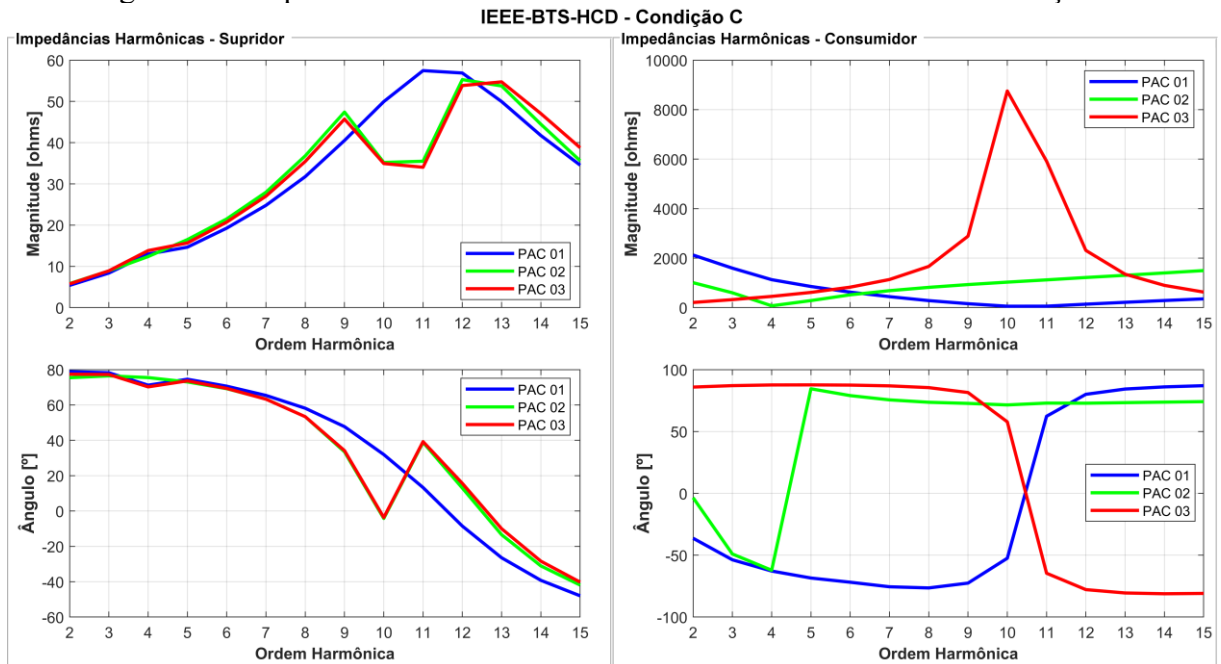 IEEE-BTS-HCD - Condição C
Impedâncias Harmônicas - Supridor
Magnitude [ohms]
60
50
40
30
20
10
0
PAC 01
PAC 02
PAC 03
2 3 4 5 6 7 8 9 10 11 12 13 14 15
Ordem Harmônica
Ângulo [º]
80
60
40
20
0
-20
-40
-60
PAC 01
PAC 02
PAC 03
2 3 4 5 6 7 8 9 10 11 12 13 14 15
Ordem Harmônica
Impedâncias Harmônicas - Consumidor
Magnitude [ohms]
10000
8000
6000
4000
2000
0
PAC 01
PAC 02
PAC 03
2 3 4 5 6 7 8 9 10 11 12 13 14 15
Ordem Harmônica
Ângulo [º]
100
50
0
-50
-100
PAC 01
PAC 02
PAC 03
2 3 4 5 6 7 8 9 10 11 12 13 14 15
Ordem Harmônica